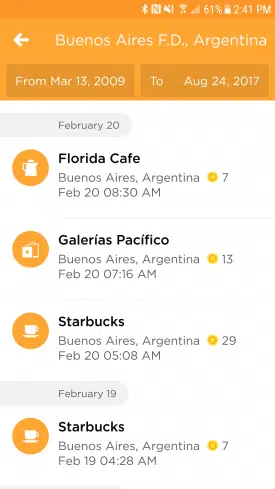 61% 2:41 PM
Buenos Aires F.D., Argentina
From Mar 13, 2009 To Aug 24, 2017
February 20
Florida Cafe
Buenos Aires, Argentina 7
Feb 20 08:30 AM
Galerías Pacífico
Buenos Aires, Argentina 13
Feb 20 07:16 AM
Starbucks
Buenos Aires, Argentina 29
Feb 20 05:08 AM
February 19
Starbucks
Buenos Aires, Argentina 7
Feb 19 04:28 AM